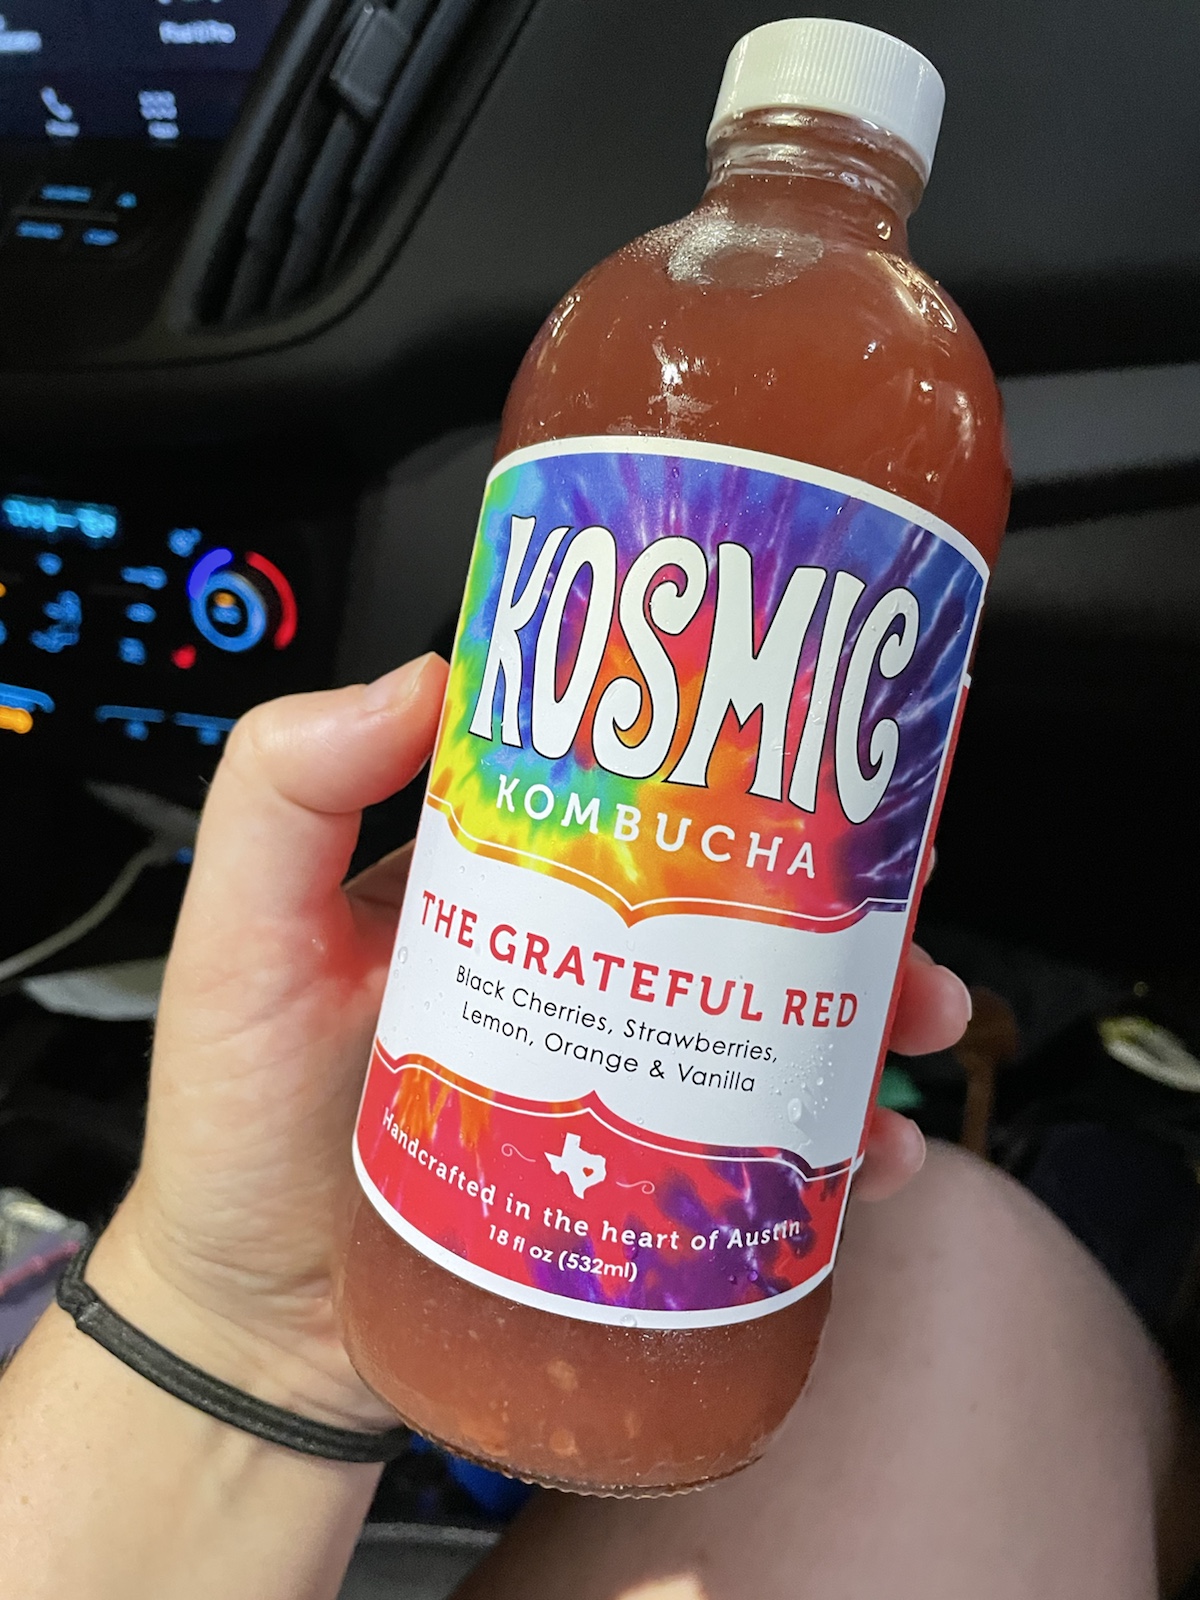 KOSMIC
KOMBUCHA
THE GRATEFUL RED
Black Cherries, Strawberries,
Lemon, Orange & Vanilla
Handcrafted in the heart of Austin
18 fl oz (532ml)